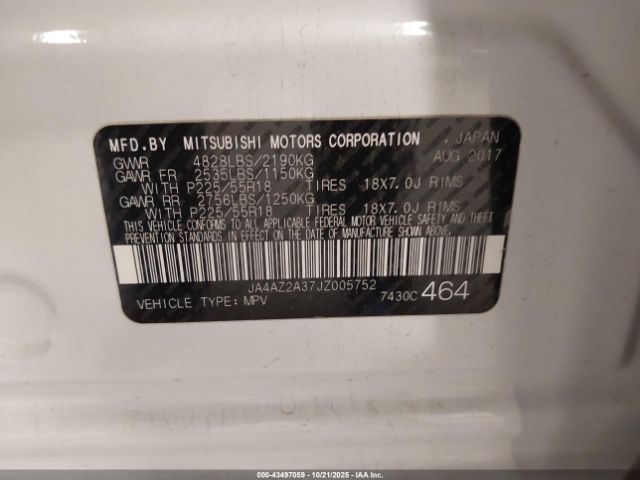 MFD.BY MITSUBISHI MOTORS CORPORATION . JAPAN
GVWR 4828LBS/2190KG AUG 2017
GAWR FR 2535LBS/1150KG
WITH P225/55R18 TIRES 18X7.0J RIMS
GAWR RR 2756LBS/1250KG
WITH P225/55R18 TIRES 18X7.0J RIMS
THIS VEHICLE CONFORMS TO ALL APPLICABLE FEDERAL MOTOR VEHICLE SAFETY AND THEFT
PREVENTION STANDARDS IN EFFECT ON THE DATE OF MANUFACTURE SHOWN ABOVE.
JA4AZ2A37JZ005752
VEHICLE TYPE: MPV 7430C 464
000-43497059 - 10/21/2025 - IAAI.COM